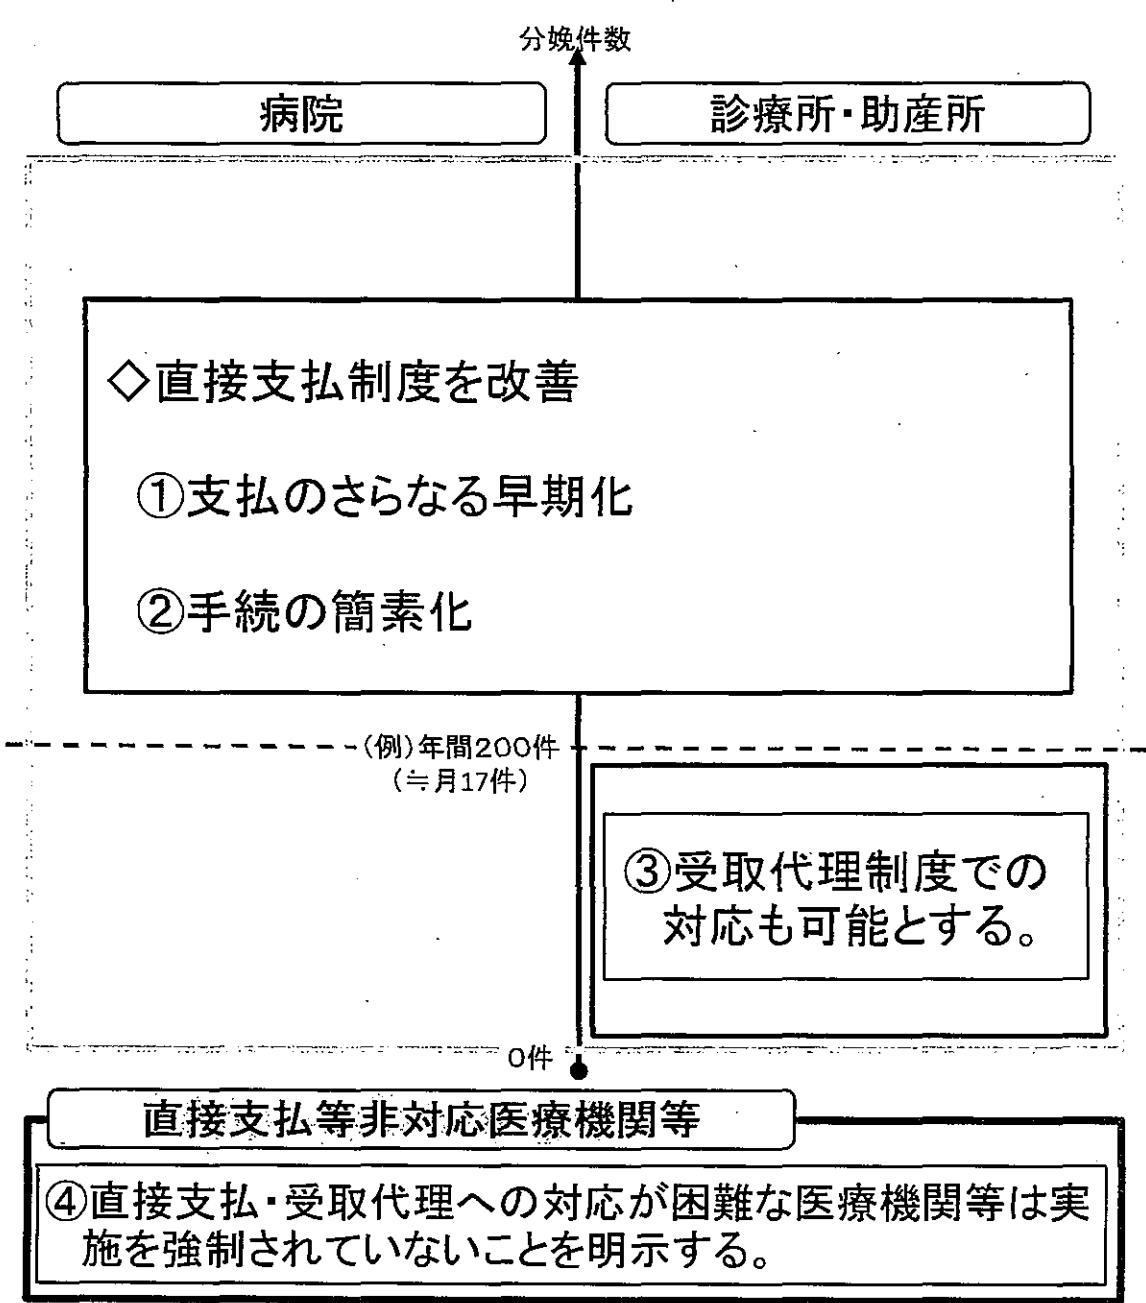 分娩件数
病院
診療所・助産所
◇直接支払制度を改善
①支払のさらなる早期化
②手続の簡素化
(例)年間200件
(≒月17件)
③受取代理制度での
対応も可能とする。
0件
直接支払等非対応医療機関等
④直接支払・受取代理への対応が困難な医療機関等は実
施を強制されていないことを明示する。